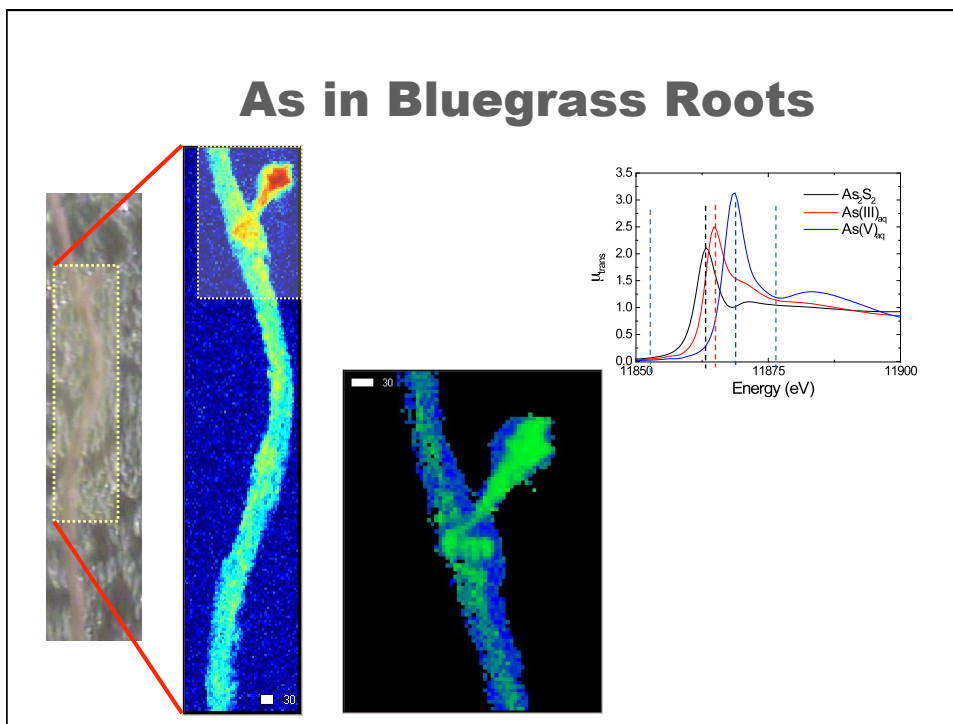 As in Bluegrass Roots
30
30
3.5
3.0
2.5
2.0
1.5
1.0
0.5
0.0
μtrans
As2S2
As(III)aq
As(V)aq
11850
11875
11900
Energy (eV)